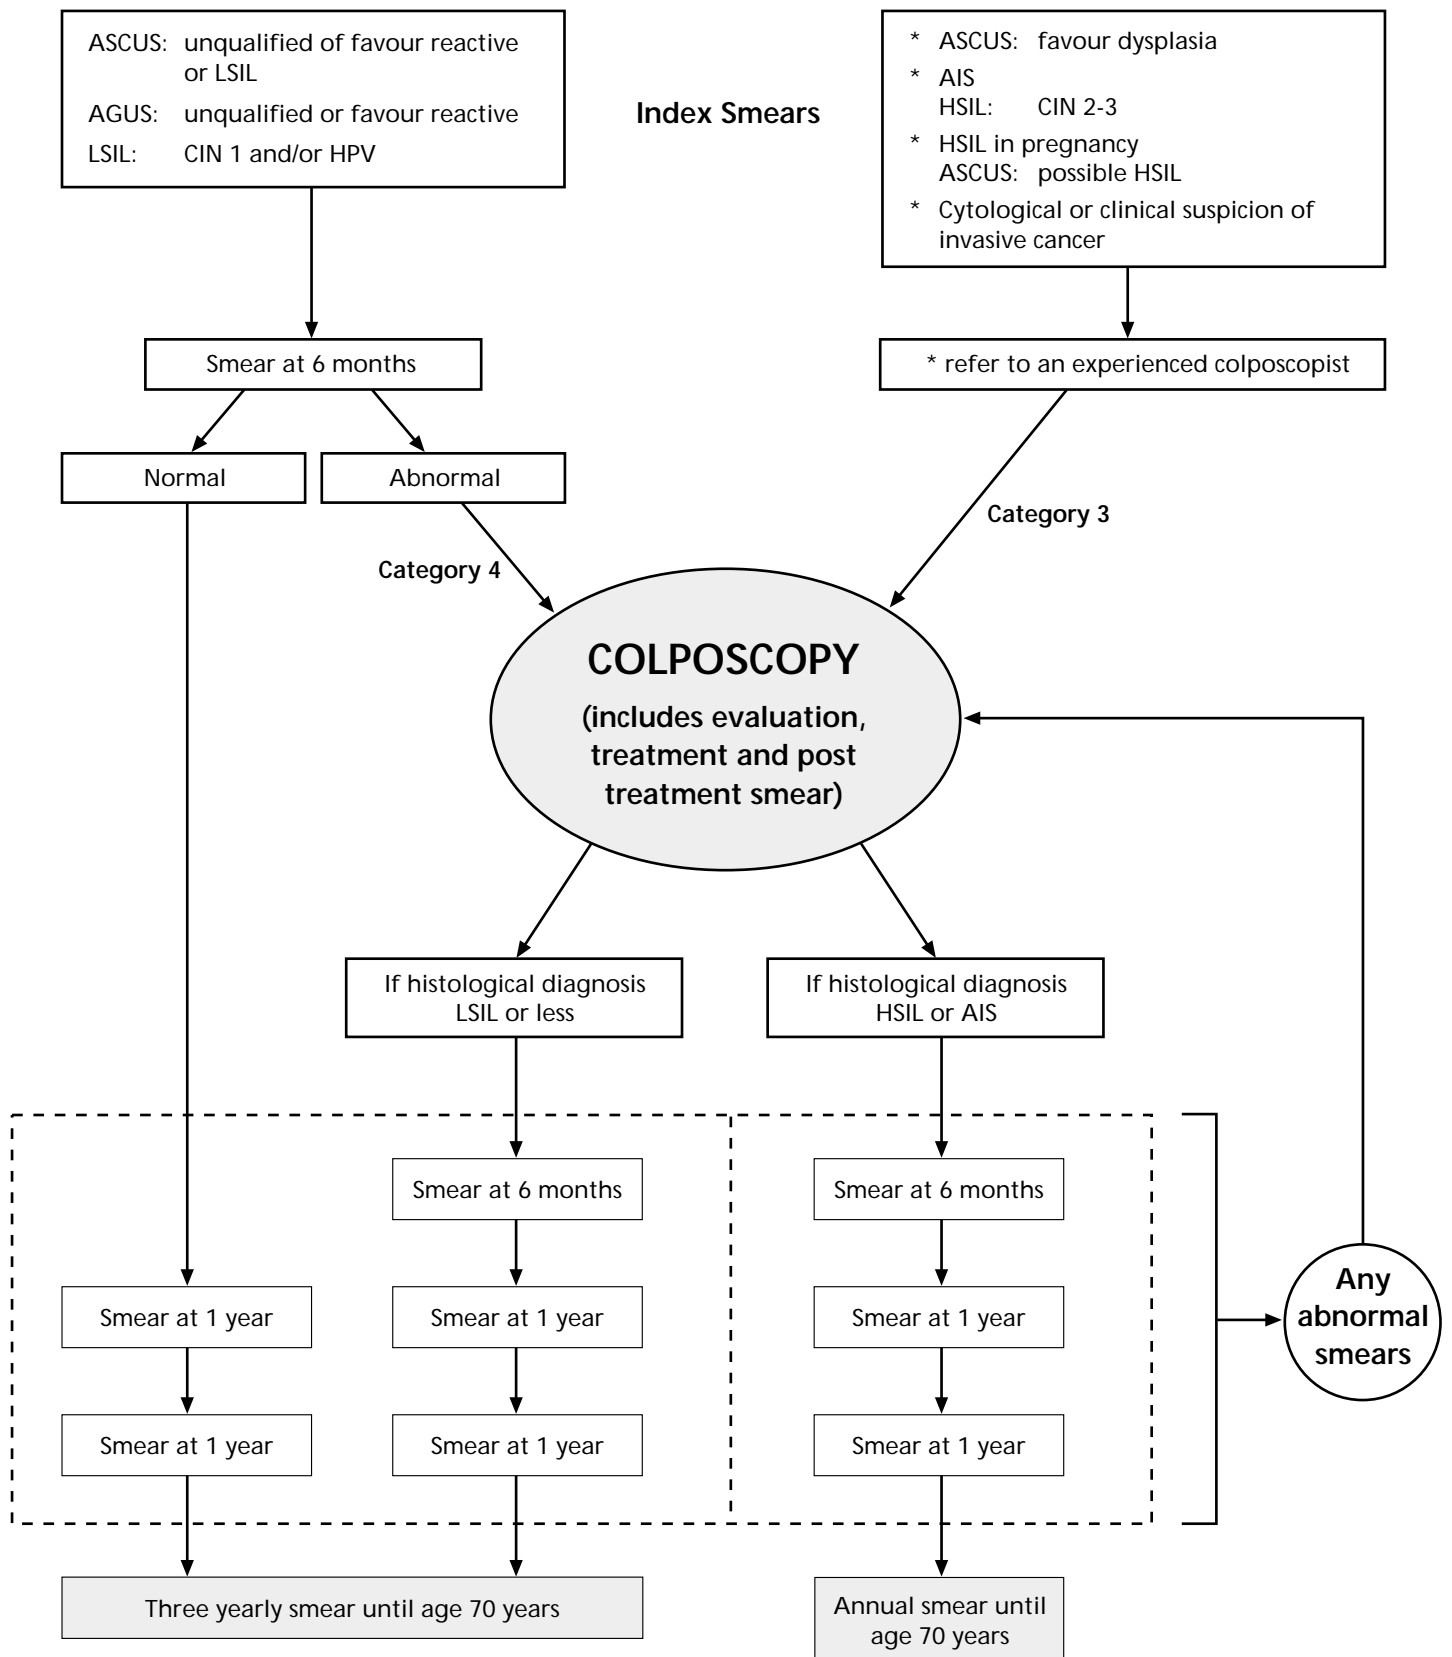 ASCUS: unqualified of favour reactive
or LSIL
AGUS: unqualified or favour reactive
LSIL: CIN 1 and/or HPV
Index Smears
* ASCUS: favour dysplasia
* AIS
HSIL: CIN 2-3
* HSIL in pregnancy
ASCUS: possible HSIL
* Cytological or clinical suspicion of
invasive cancer
Smear at 6 months
* refer to an experienced colposcopist
Normal
Abnormal
Category 3
Category 4
COLPOSCOPY
(includes evaluation,
treatment and post
treatment smear)
If histological diagnosis
LSIL or less
If histological diagnosis
HSIL or AIS
Smear at 6 months
Smear at 6 months
Smear at 1 year
Smear at 1 year
Smear at 1 year
Any
abnormal
smears
Smear at 1 year
Smear at 1 year
Smear at 1 year
Three yearly smear until age 70 years
Annual smear until
age 70 years